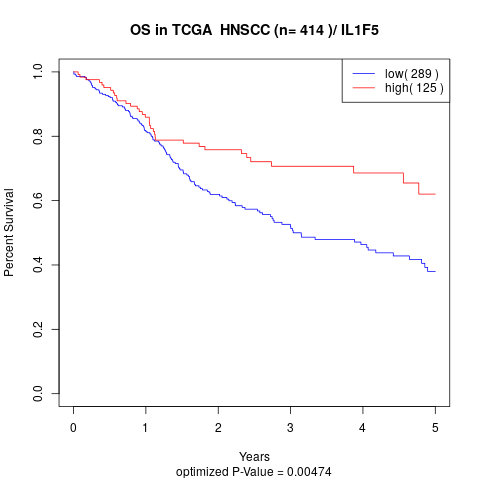 OS in TCGA  HNSCC (n= 414 )/ IL1F5
low( 289 )
high( 125 )
1.0
0.8
0.6
0.4
0.2
0.0
Percent Survival
0 1 2 3 4 5
Years
optimized P-Value = 0.00474